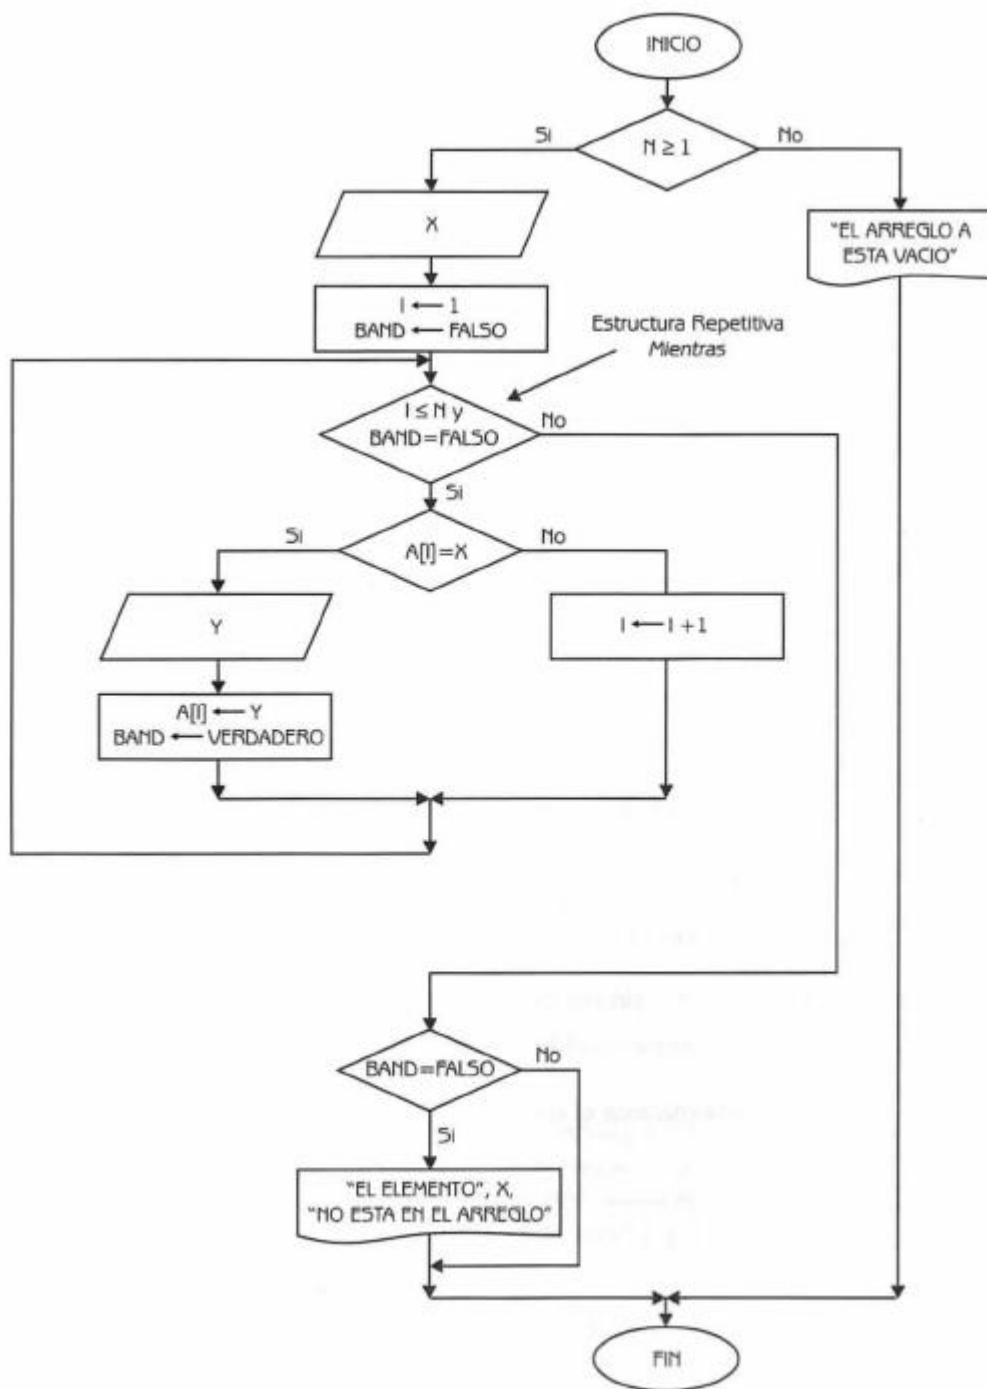 INICIO
Si
N ≥ 1
No
X
"EL ARREGLO A
ESTA VACIO"
I ← 1
BAND ← FALSO
Estructura Repetitiva
Mientras
I ≤ N y
BAND=FALSO
No
Si
Si
A[I]=X
No
Y
I ← I + 1
A[I] ← Y
BAND ← VERDADERO
BAND=FALSO
No
Si
"EL ELEMENTO", X,
"NO ESTA EN EL ARREGLO"
FIN